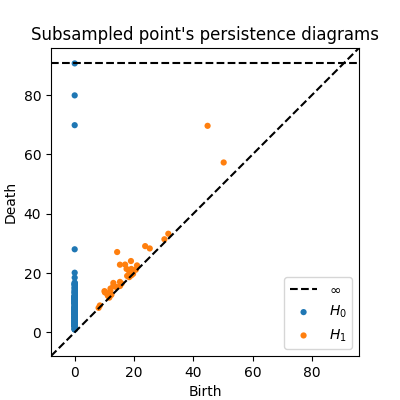 Subsampled point's persistence diagrams
Death
80
60
40
20
0
0 20 40 60 80
Birth
∞
H₀
H₁